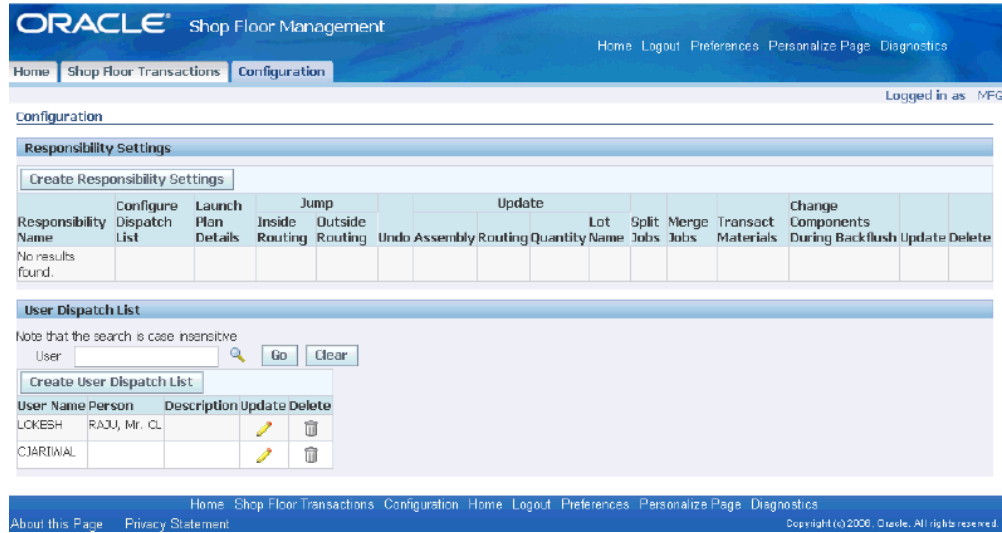 ORACLE® Shop Floor Management
Home Logout Preferences Personalize Page Diagnostics
Home Shop Floor Transactions Configuration
Logged in as MFG
Configuration
Responsibility Settings
Create Responsibility Settings
Responsibility Name Configure Dispatch List Launch Plan Details Jump Inside Routing Outside Routing Undo Update Assembly Routing Quantity Lot Name Split Jobs Merge Jobs Transact Materials Change Components During Backflush Update Delete
No results found.
User Dispatch List
Note that the search is case insensitive
User Go Clear
Create User Dispatch List
User Name Person Description Update Delete
LOKESH RAJU, Mr. CL
CJARIWAL
Home Shop Floor Transactions Configuration Home Logout Preferences Personalize Page Diagnostics
About this Page Privacy Statement Copyright (c) 2006, Oracle. All rights reserved.